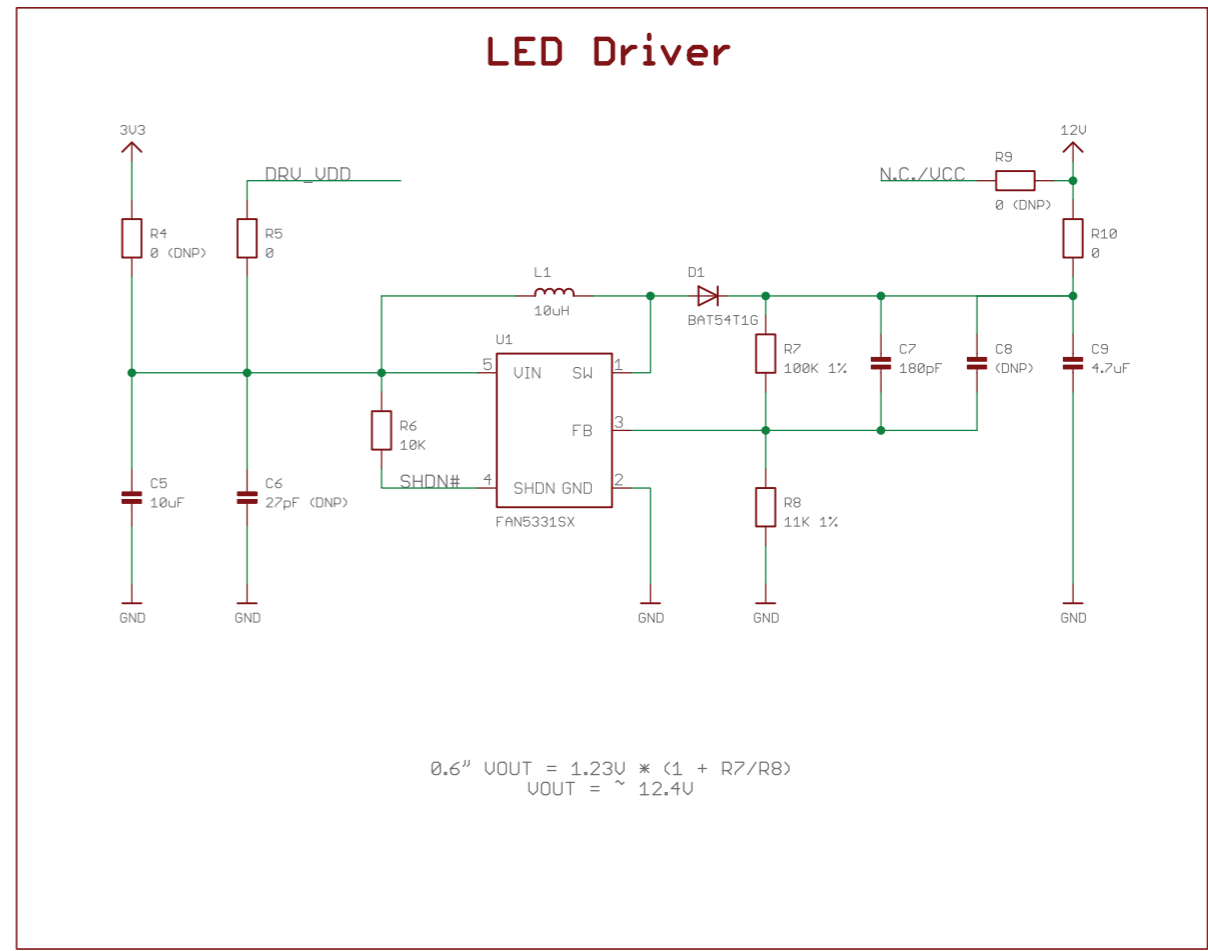 LED Driver
3V3
12V
R9
DRV_VDD
N.C./VCC
0 (DNP)
R4
0 (DNP)
R5
0
R10
0
L1
10uH
D1
BAT54T1G
U1
5
VIN
SW
1
R7
100K 1%
C7
180pF
C8
(DNP)
C9
4.7uF
R6
10K
FB
3
SHDN#
4
SHDN
GND
2
FAN5331SX
C5
10uF
C6
27pF (DNP)
R8
11K 1%
GND
GND
GND
GND
GND
0.6" VOUT = 1.23V * (1 + R7/R8)
VOUT = ~ 12.4V